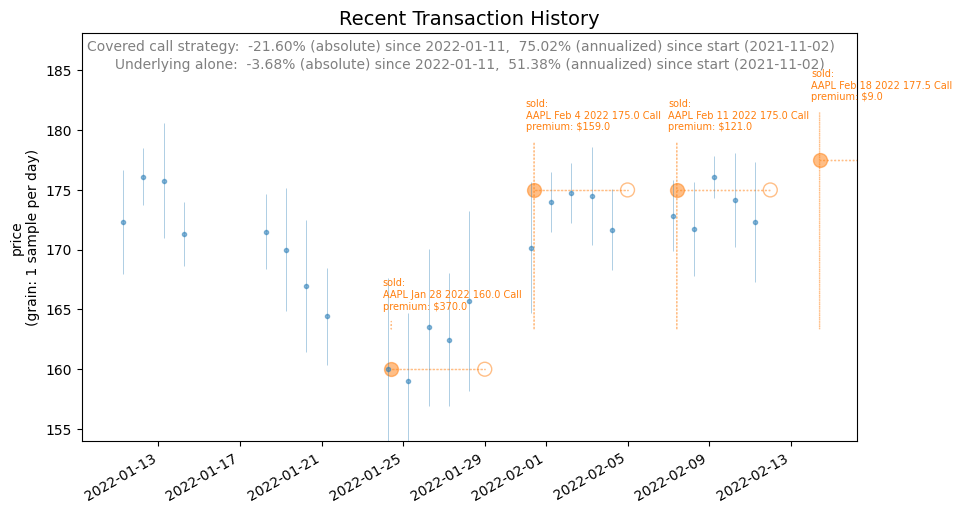 Recent Transaction History
Covered call strategy:  -21.60% (absolute) since 2022-01-11,  75.02% (annualized) since start (2021-11-02)
Underlying alone:  -3.68% (absolute) since 2022-01-11,  51.38% (annualized) since start (2021-11-02)
sold:
AAPL Feb 18 2022 177.5 Call
premium: $9.0
sold:
AAPL Feb 4 2022 175.0 Call
premium: $159.0
sold:
AAPL Feb 11 2022 175.0 Call
premium: $121.0
sold:
AAPL Jan 28 2022 160.0 Call
premium: $370.0
price
(grain: 1 sample per day)
185
180
175
170
165
160
155
2022-01-13
2022-01-17
2022-01-21
2022-01-25
2022-01-29
2022-02-01
2022-02-05
2022-02-09
2022-02-13